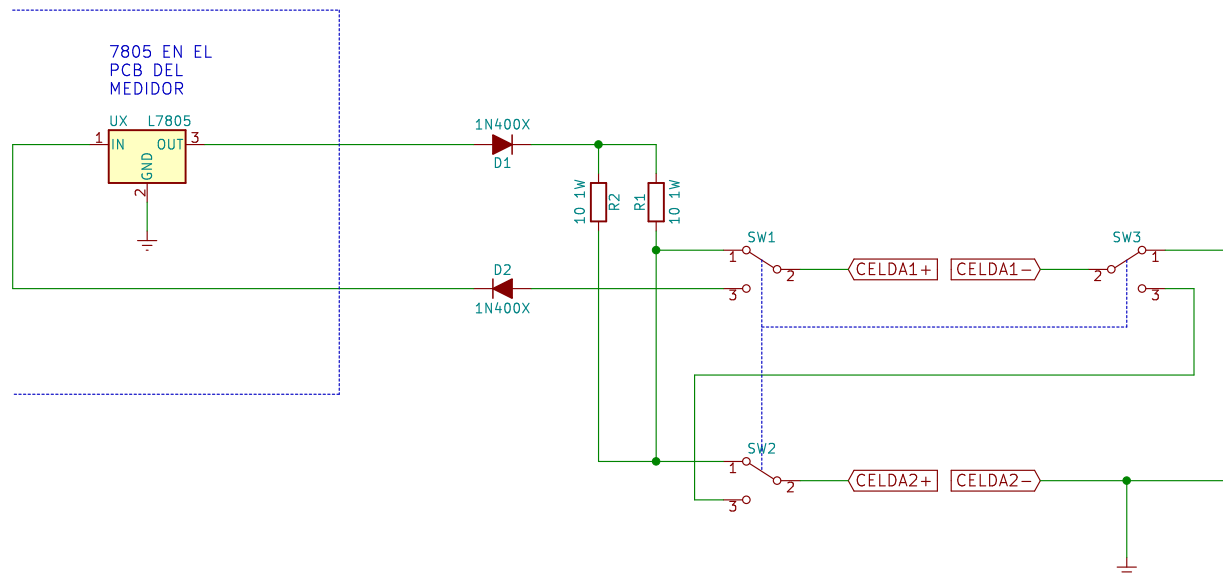 7805 EN EL
PCB DEL
MEDIDOR
UX L7805
1 IN OUT 3
GND
2
1N400X
D1
10 1W
R2
R1
10 1W
D2
1N400X
SW1
1
2
3
CELDA1+
CELDA1-
SW3
2
1
3
SW2
1
2
3
CELDA2+
CELDA2-